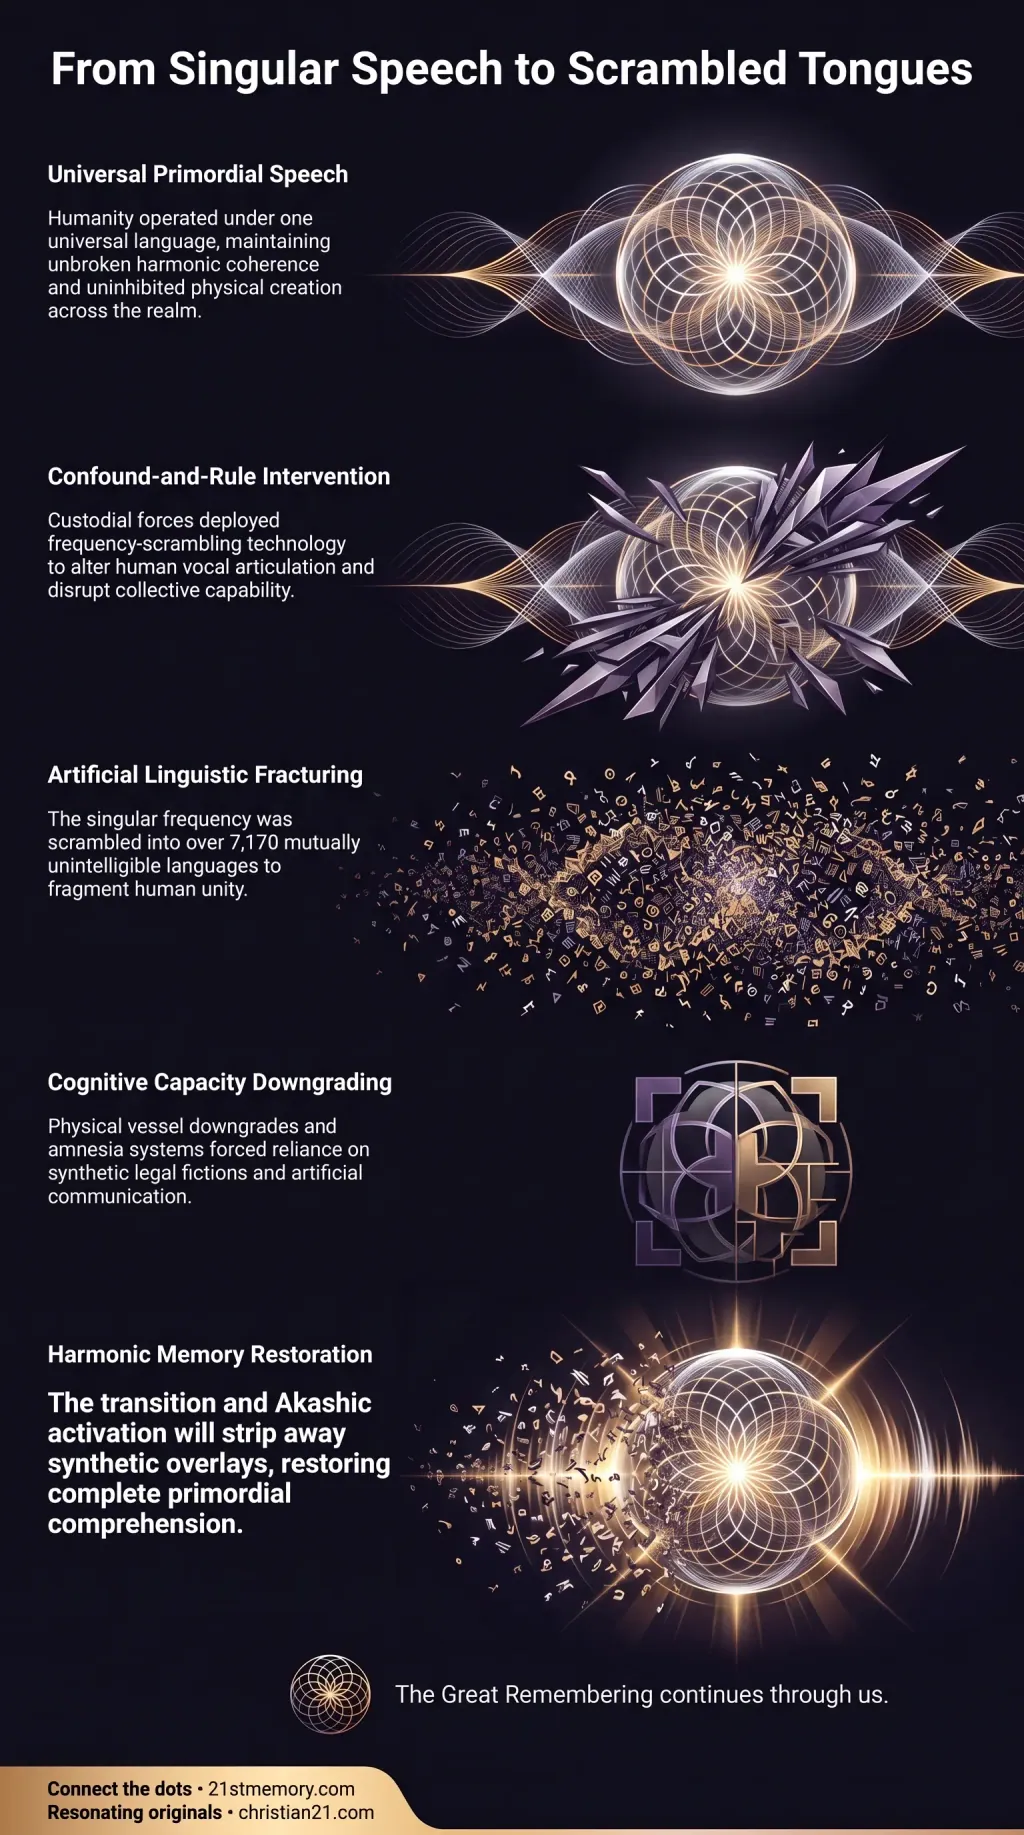 From Singular Speech to Scrambled Tongues
Universal Primordial Speech
Humanity operated under one
universal language, maintaining
unbroken harmonic coherence
and uninhibited physical creation
across the realm.
Confound-and-Rule Intervention
Custodial forces deployed
frequency-scrambling technology
to alter human vocal articulation and
disrupt collective capability.
Artificial Linguistic Fracturing
The singular frequency was
scrambled into over 7,170 mutually
unintelligible languages to
fragment human unity.
Cognitive Capacity Downgrading
Physical vessel downgrades and
amnesia systems forced reliance on
synthetic legal fictions and artificial
communication.
Harmonic Memory Restoration
The transition and Akashic
activation will strip away
synthetic overlays, restoring
complete primordial
comprehension.
The Great Remembering continues through us.
Connect the dots • 21stmemory.com
Resonating originals • christian21.com